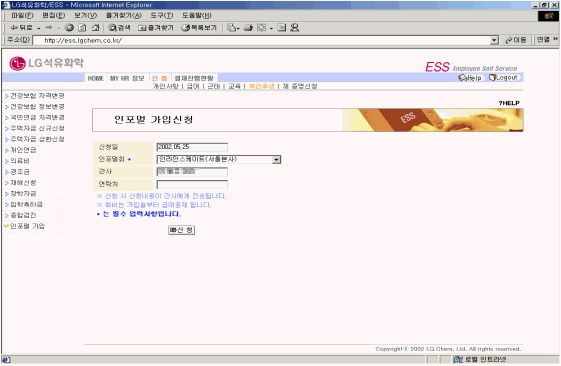 LG석유화학/ESS - Microsoft Internet Explorer
파일(F) 편집(E) 보기(V) 즐겨찾기(A) 도구(T) 도움말(H)
뒤로 검색 즐겨찾기 목록보기
주소(D) http://ess.lgchem.co.kr/ 이동 연결 »
LG석유화학
ESS Employee Self Service
HOME MY HR 정보 신 청 결재진행현황 Help Logout
개인사항 | 급여 | 근태 | 교육 | 복리후생 | 제 증명신청
건강보험 자격변경
건강보험 정보변경
국민연금 자격변경
주택자금 신규신청
주택자금 상환신청
개인연금
의료비
경조금
재해신청
장학자금
입학축하금
종합검진
인포멀 가입
?HELP
인포멀 가입신청
ESS
신청일 2002.05.25
인포멀회 * 인라인스케이트(서울본사)
간사
연락처
※ 신청 시 신청내용이 간사에게 전송됩니다.
※ 회비는 가입월부터 급여공제 됩니다.
* 는 필수 입력사항입니다.
신 청
Copyright© 2002 LG Chem, Ltd. All rights reserved.
로컬 인트라넷